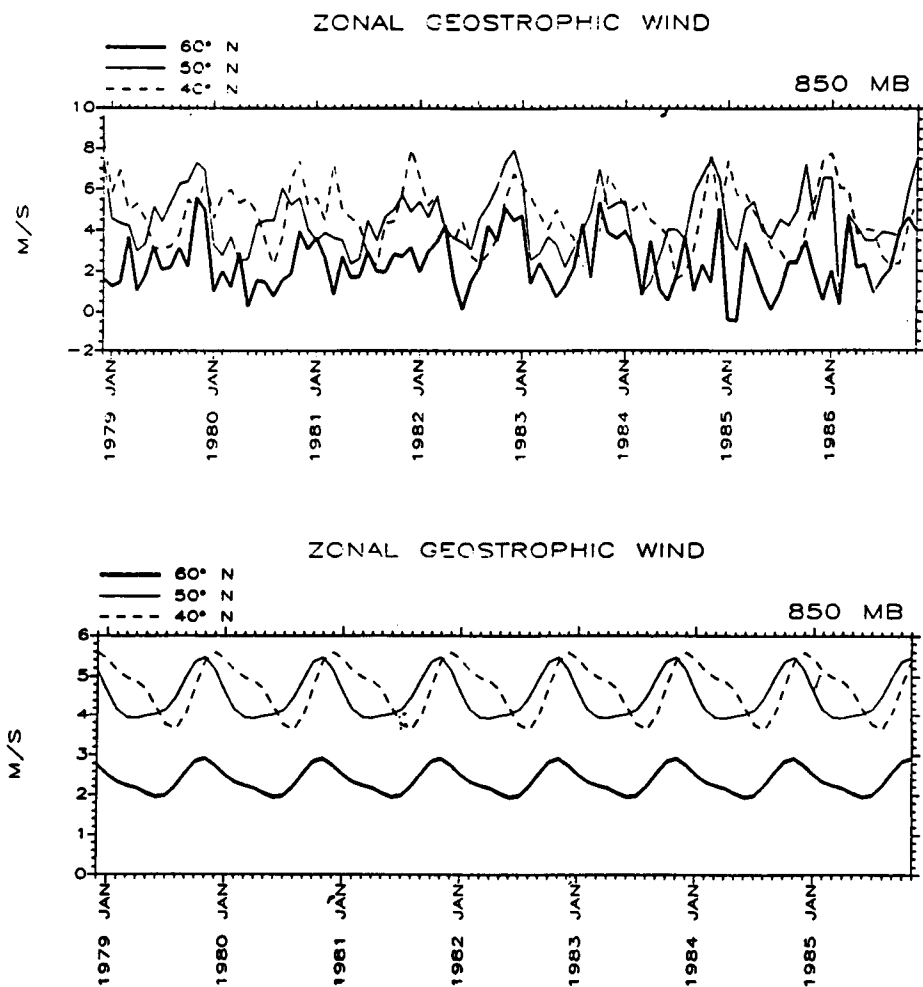 ZONAL GEOSTROPHIC WIND
60° N
50° N
40° N
850 MB
10
8
6
4
2
0
-2
M/S
1979 JAN
1980 JAN
1981 JAN
1982 JAN
1983 JAN
1984 JAN
1985 JAN
1986 JAN
ZONAL GEOSTROPHIC WIND
60° N
50° N
40° N
850 MB
6
5
4
3
2
1
0
M/S
1979 JAN
1980 JAN
1981 JAN
1982 JAN
1983 JAN
1984 JAN
1985 JAN